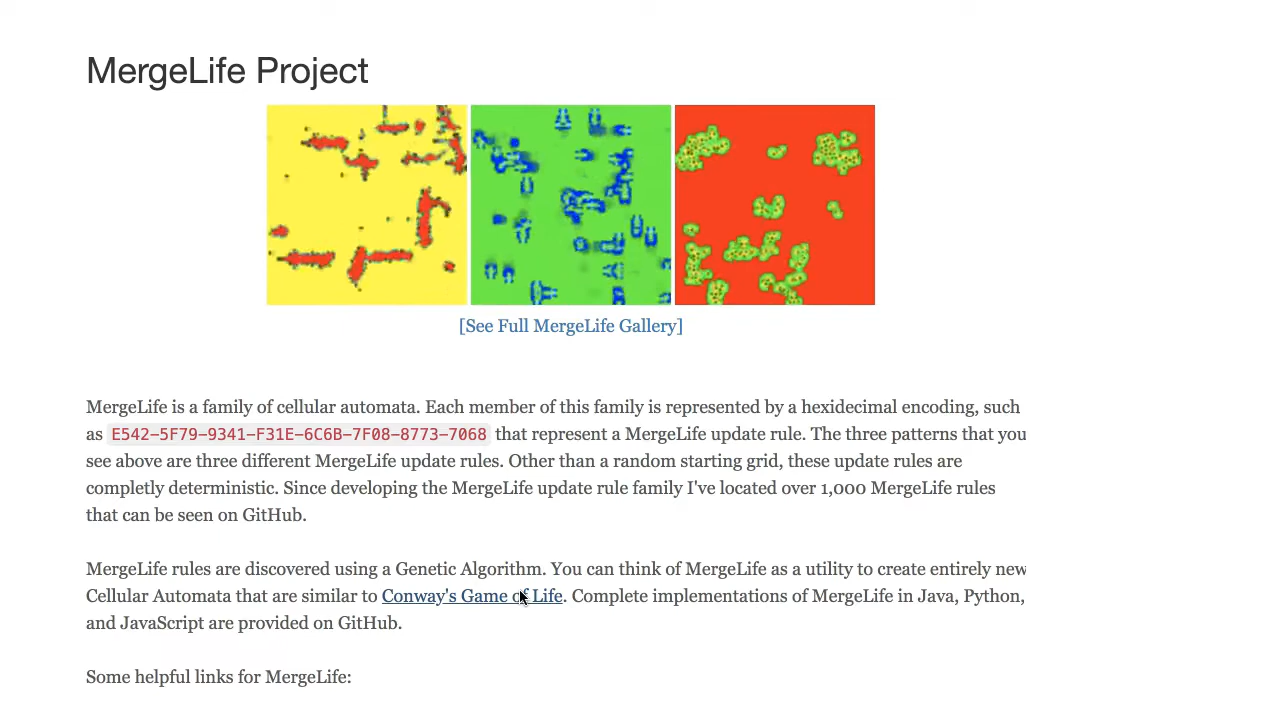 MergeLife Project
[See Full MergeLife Gallery]
MergeLife is a family of cellular automata. Each member of this family is represented by a hexidecimal encoding, such
as E542-5F79-9341-F31E-6C6B-7F08-8773-7068 that represent a MergeLife update rule. The three patterns that you
see above are three different MergeLife update rules. Other than a random starting grid, these update rules are
completly deterministic. Since developing the MergeLife update rule family I've located over 1,000 MergeLife rules
that can be seen on GitHub.
MergeLife rules are discovered using a Genetic Algorithm. You can think of MergeLife as a utility to create entirely new
Cellular Automata that are similar to Conway's Game of Life. Complete implementations of MergeLife in Java, Python,
and JavaScript are provided on GitHub.
Some helpful links for MergeLife: